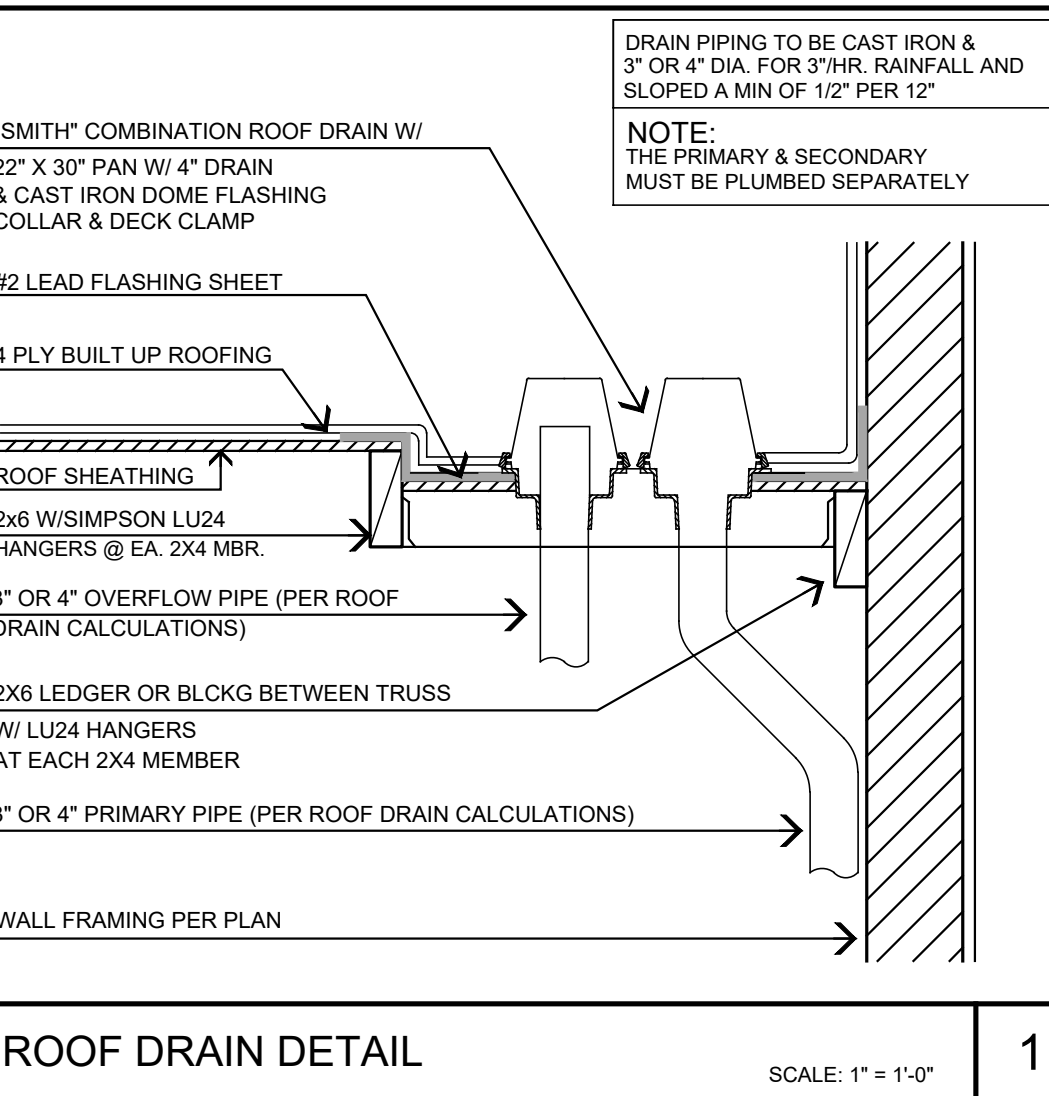 DRAIN PIPING TO BE CAST IRON &
3" OR 4" DIA. FOR 3"/HR. RAINFALL AND
SLOPED A MIN OF 1/2" PER 12"
NOTE:
THE PRIMARY & SECONDARY
MUST BE PLUMBED SEPARATELY
SMITH" COMBINATION ROOF DRAIN W/
22" X 30" PAN W/ 4" DRAIN
& CAST IRON DOME FLASHING
COLLAR & DECK CLAMP
#2 LEAD FLASHING SHEET
4 PLY BUILT UP ROOFING
ROOF SHEATHING
2x6 W/SIMPSON LU24
HANGERS @ EA. 2X4 MBR.
3" OR 4" OVERFLOW PIPE (PER ROOF
DRAIN CALCULATIONS)
2X6 LEDGER OR BLCKG BETWEEN TRUSS
W/ LU24 HANGERS
AT EACH 2X4 MEMBER
3" OR 4" PRIMARY PIPE (PER ROOF DRAIN CALCULATIONS)
WALL FRAMING PER PLAN
ROOF DRAIN DETAIL
SCALE: 1" = 1'-0"
1